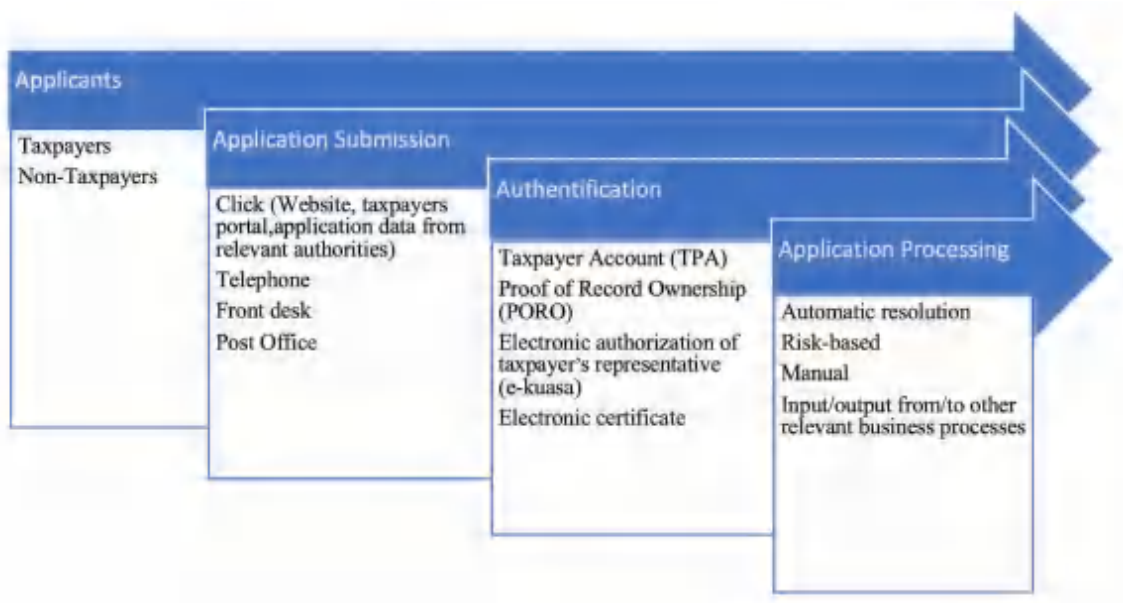 Applicants
Taxpayers
Non-Taxpayers
Application Submission
Click (Website, taxpayers
portal,application data from
relevant authorities)
Telephone
Front desk
Post Office
Authentification
Taxpayer Account (TPA)
Proof of Record Ownership
(PORO)
Electronic authorization of
taxpayer's representative
(e-kuasa)
Electronic certificate
Application Processing
Automatic resolution
Risk-based
Manual
Input/output from/to other
relevant business processes